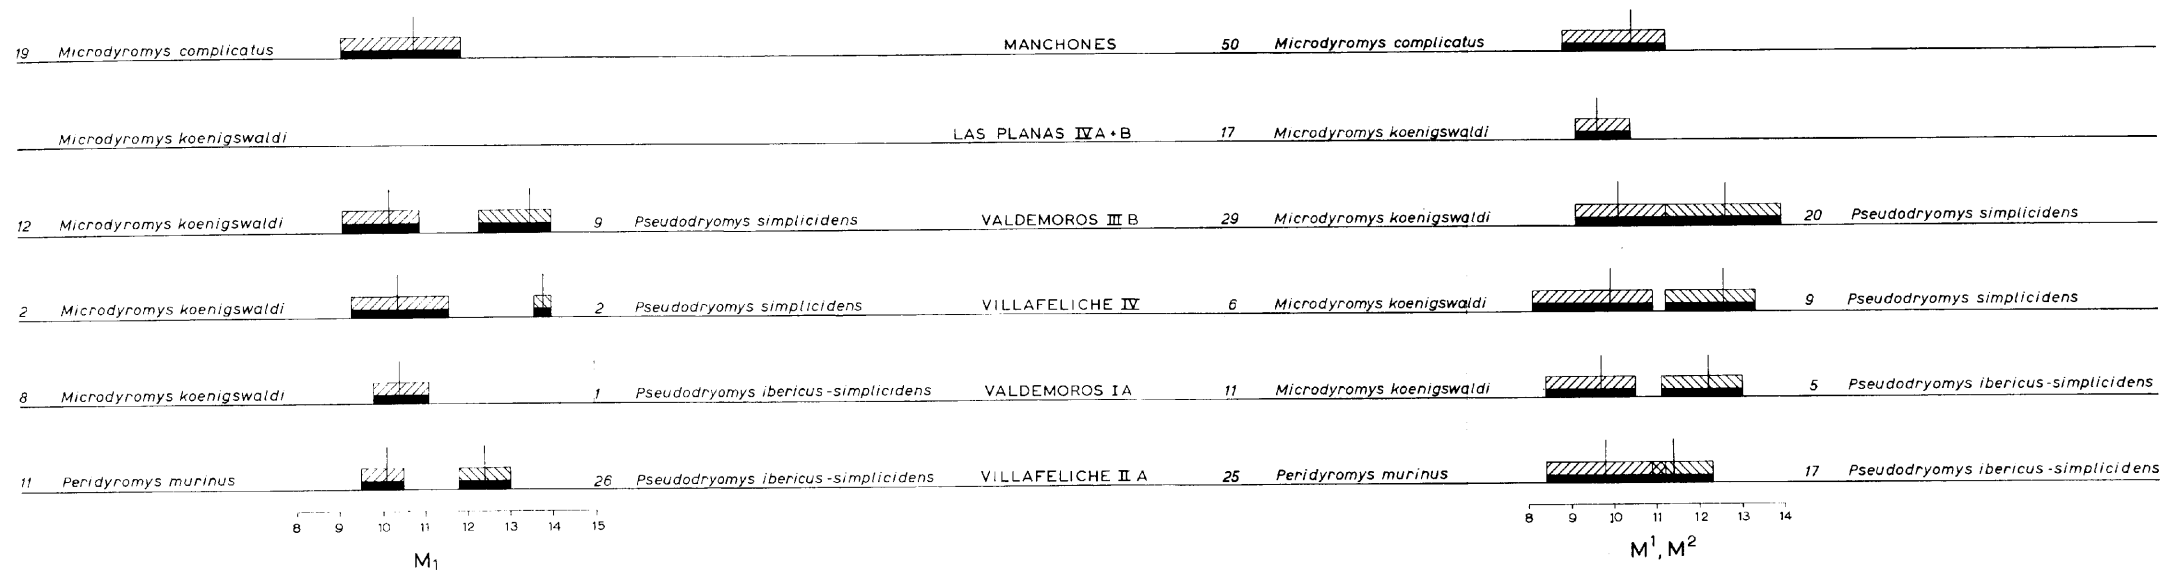 19 Microdyromys complicatus MANCHONES 50 Microdyromys complicatus
Microdyromys koenigswaldi LAS PLANAS IV A + B 17 Microdyromys koenigswaldi
12 Microdyromys koenigswaldi 9 Pseudodryomys simplicidens VALDEMOROS III B 29 Microdyromys koenigswaldi 20 Pseudodryomys simplicidens
2 Microdyromys koenigswaldi 2 Pseudodryomys simplicidens VILLAFELICHE IV 6 Microdyromys koenigswaldi 9 Pseudodryomys simplicidens
8 Microdyromys koenigswaldi 1 Pseudodryomys ibericus-simplicidens VALDEMOROS I A 11 Microdyromys koenigswaldi 5 Pseudodryomys ibericus-simplicidens
11 Peridyromys murinus 26 Pseudodryomys ibericus-simplicidens VILLAFELICHE II A 25 Peridyromys murinus 17 Pseudodryomys ibericus-simplicidens
8 9 10 11 12 13 14 15 8 9 10 11 12 13 14
M₁ M¹, M²